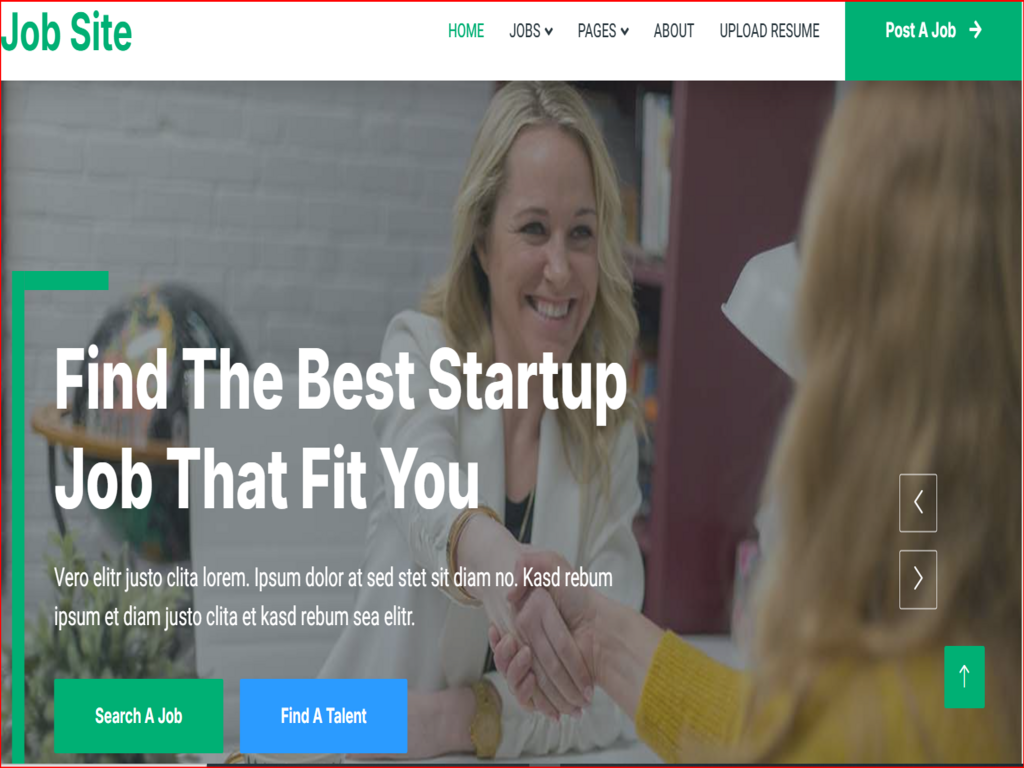 Job Site
HOME JOBS PAGES ABOUT UPLOAD RESUME Post A Job
Find The Best Startup
Job That Fit You
Vero elitr justo clita lorem. Ipsum dolor at sed stet sit diam no. Kasd rebum
ipsum et diam justo clita et kasd rebum sea elitr.
Search A Job Find A Talent